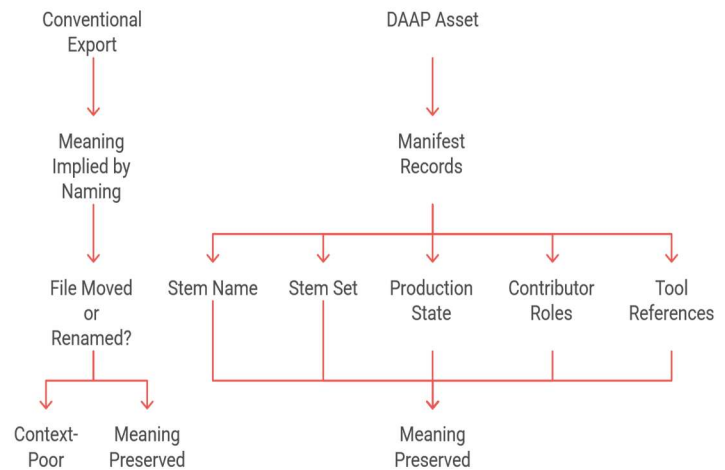 Conventional
Export
DAAP Asset
Meaning
Implied by
Naming
Manifest
Records
File Moved
or
Renamed?
Stem Name
Stem Set
Production
State
Contributor
Roles
Tool
References
Context-
Poor
Meaning
Preserved
Meaning
Preserved